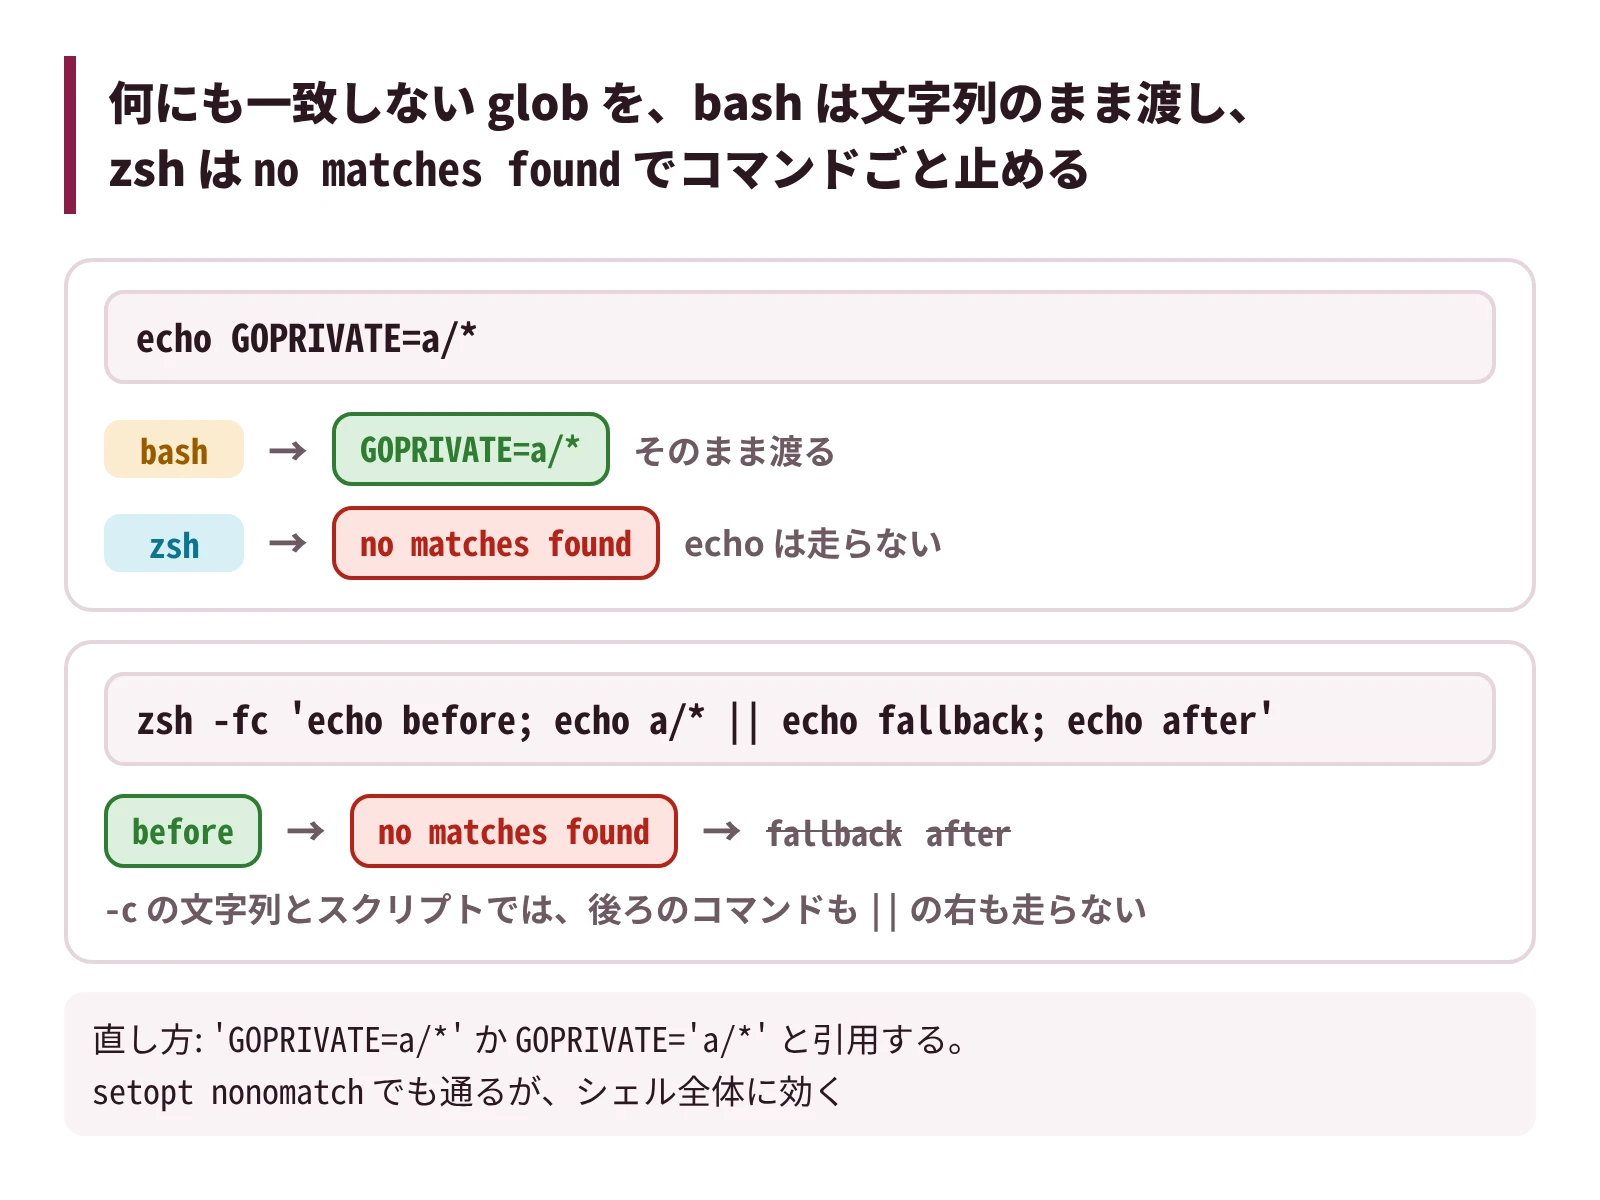 何にも一致しない glob を、bash は文字列のまま渡し、
zsh は no matches found でコマンドごと止める
echo GOPRIVATE=a/*
bash → GOPRIVATE=a/* そのまま渡る
zsh → no matches found echo は走らない
zsh -fc 'echo before; echo a/* || echo fallback; echo after'
before → no matches found → fallback after
-c の文字列とスクリプトでは、後ろのコマンドも || の右も走らない
直し方: 'GOPRIVATE=a/*' か GOPRIVATE='a/*' と引用する。
setopt nonomatch でも通るが、シェル全体に効く